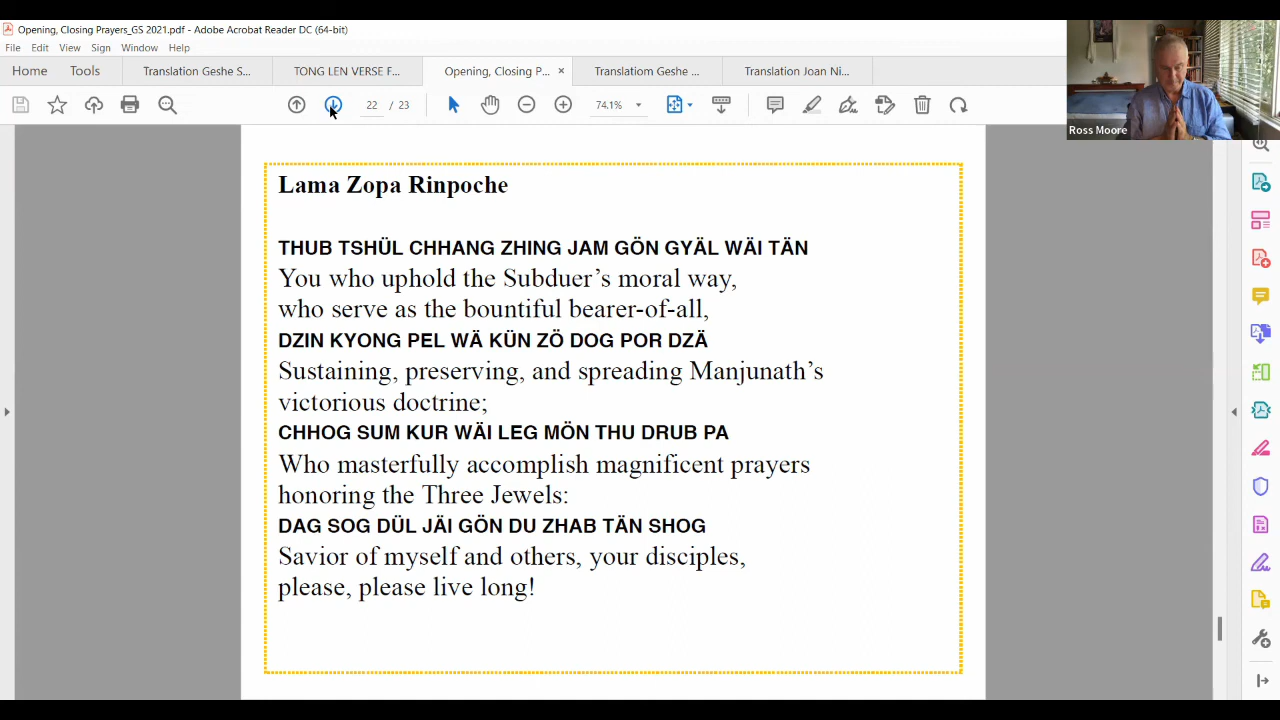 Opening, Closing Prayers_GS 2021.pdf - Adobe Acrobat Reader DC (64-bit)
File Edit View Sign Window Help
Home Tools Translation Geshe S... TONG LEN VERSE F... Opening, Closing P... × Translatiom Geshe ... Translation Joan Ni...
22 / 23 74.1%
Ross Moore
Lama Zopa Rinpoche
THUB TSHÜL CHHANG ZHING JAM GÖN GYÄL WÄI TÄN
You who uphold the Subduer's moral way,
who serve as the bountiful bearer-of-all,
DZIN KYONG PEL WÄ KÜN ZÖ DOG POR DZÄ
Sustaining, preserving, and spreading Manjunath's
victorious doctrine;
CHHOG SUM KUR WÄI LEG MÖN THU DRUB PA
Who masterfully accomplish magnificent prayers
honoring the Three Jewels:
DAG SOG DÜL JÄI GÖN DU ZHAB TÄN SHOG
Savior of myself and others, your disciples,
please, please live long!